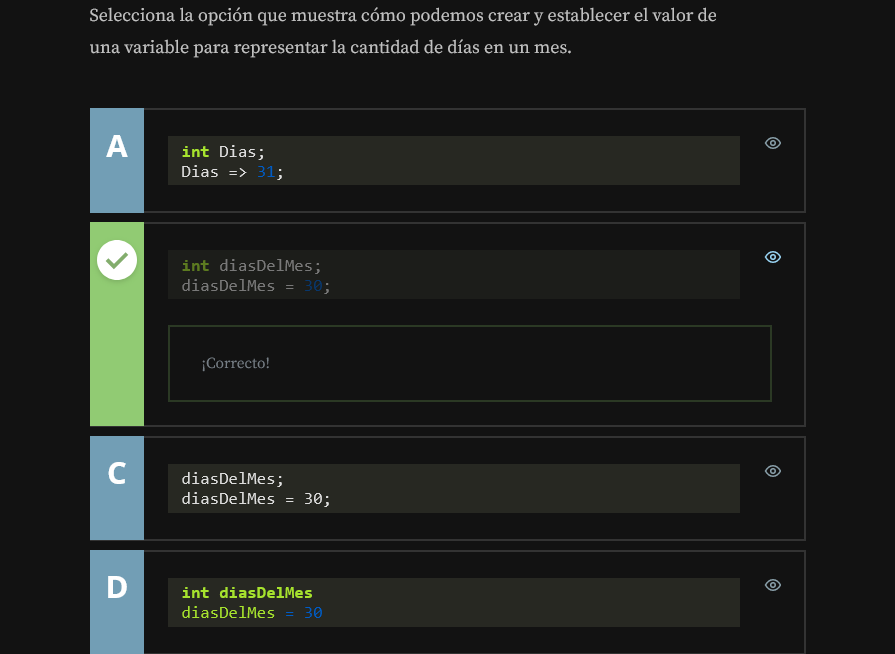 Selecciona la opción que muestra cómo podemos crear y establecer el valor de
una variable para representar la cantidad de días en un mes.
A
int Dias;
Dias => 31;
int diasDelMes;
diasDelMes = 30;
¡Correcto!
C
diasDelMes;
diasDelMes = 30;
D
int diasDelMes
diasDelMes = 30